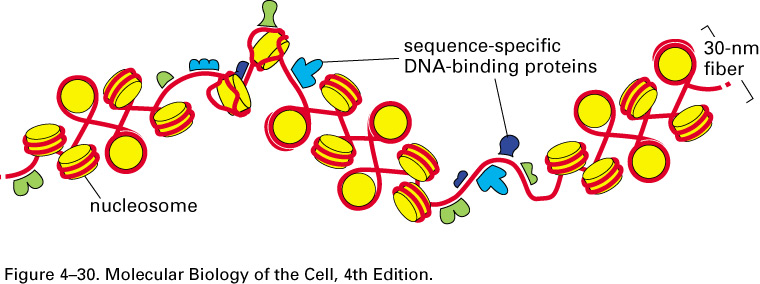 sequence-specific
DNA-binding proteins
30-nm
fiber
nucleosome
Figure 4–30. Molecular Biology of the Cell, 4th Edition.